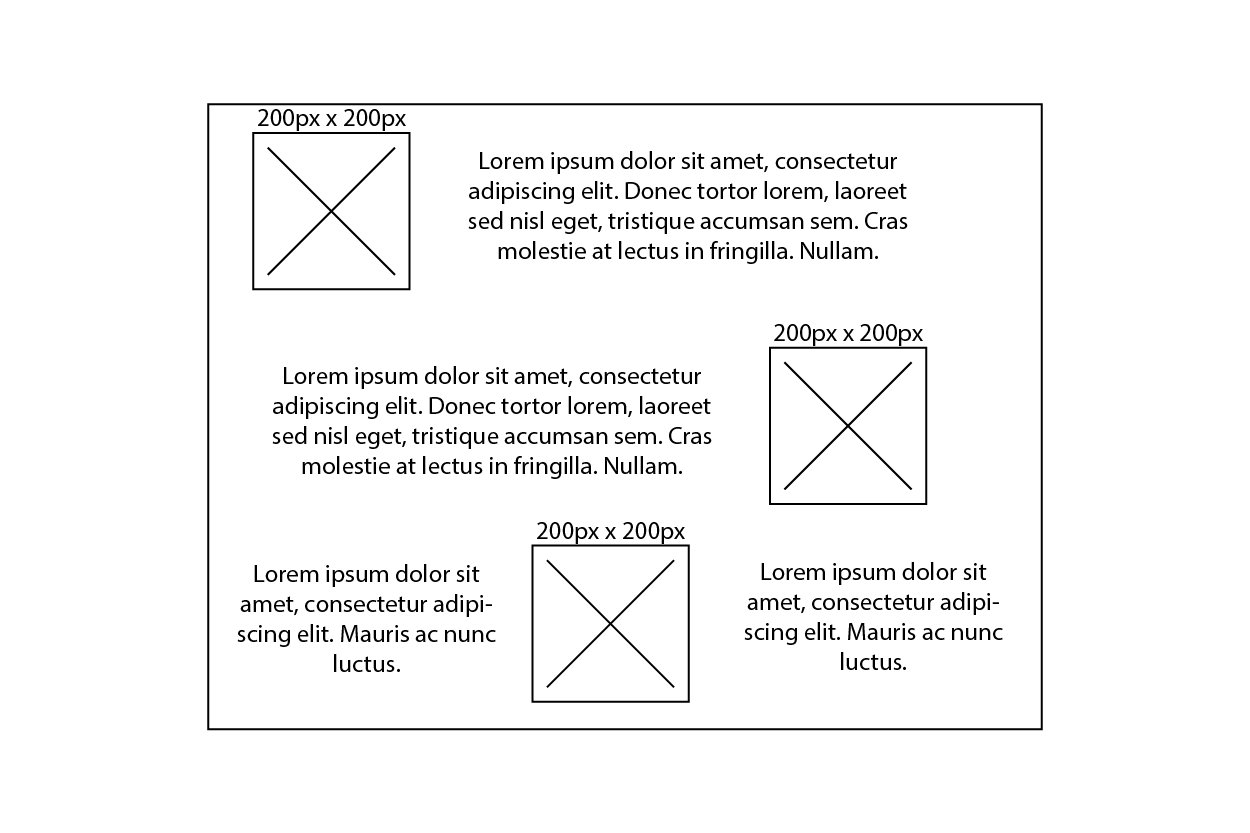 200px x 200px
Lorem ipsum dolor sit amet, consectetur
adipiscing elit. Donec tortor lorem, laoreet
sed nisl eget, tristique accumsan sem. Cras
molestie at lectus in fringilla. Nullam.
200px x 200px
Lorem ipsum dolor sit amet, consectetur
adipiscing elit. Donec tortor lorem, laoreet
sed nisl eget, tristique accumsan sem. Cras
molestie at lectus in fringilla. Nullam.
200px x 200px
Lorem ipsum dolor sit
amet, consectetur adipi-
scing elit. Mauris ac nunc
luctus.
Lorem ipsum dolor sit
amet, consectetur adipi-
scing elit. Mauris ac nunc
luctus.